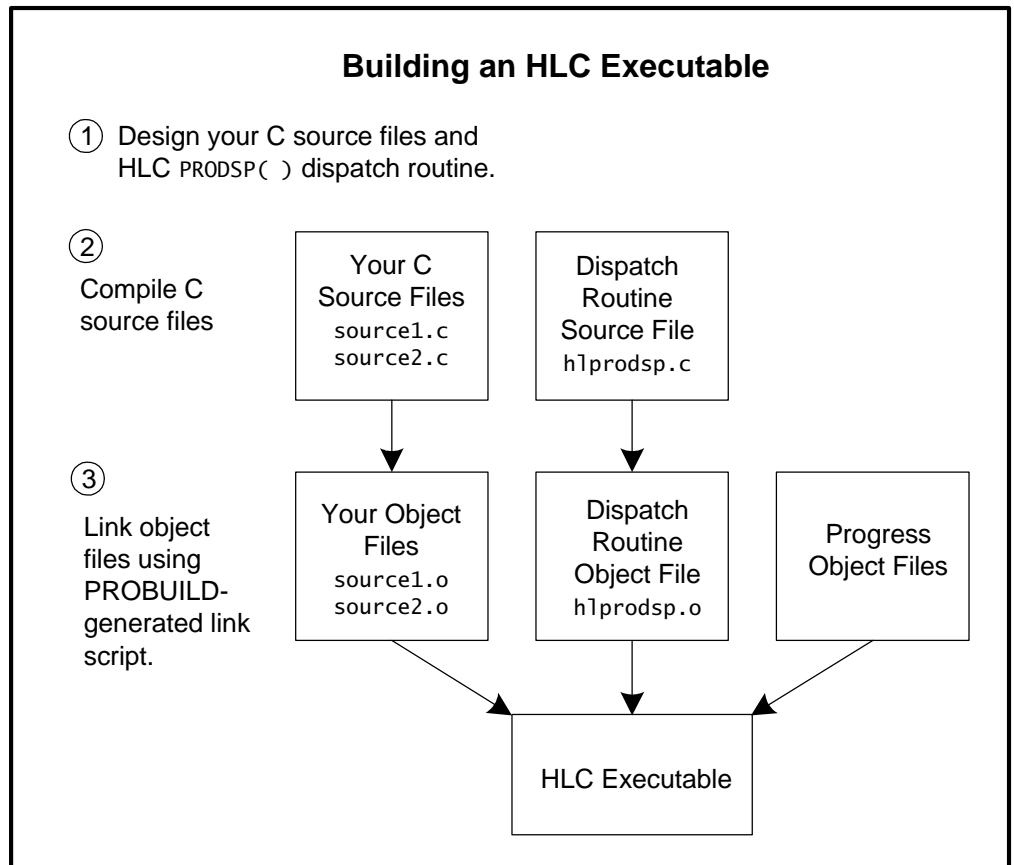 Building an HLC Executable
1 Design your C source files and
HLC PRODSP( ) dispatch routine.
2
Compile C
source files
Your C
Source Files
source1.c
source2.c
Dispatch
Routine
Source File
hlprodsp.c
3
Link object
files using
PROBUILD-
generated link
script.
Your Object
Files
source1.o
source2.o
Dispatch
Routine
Object File
hlprodsp.o
Progress
Object Files
HLC Executable